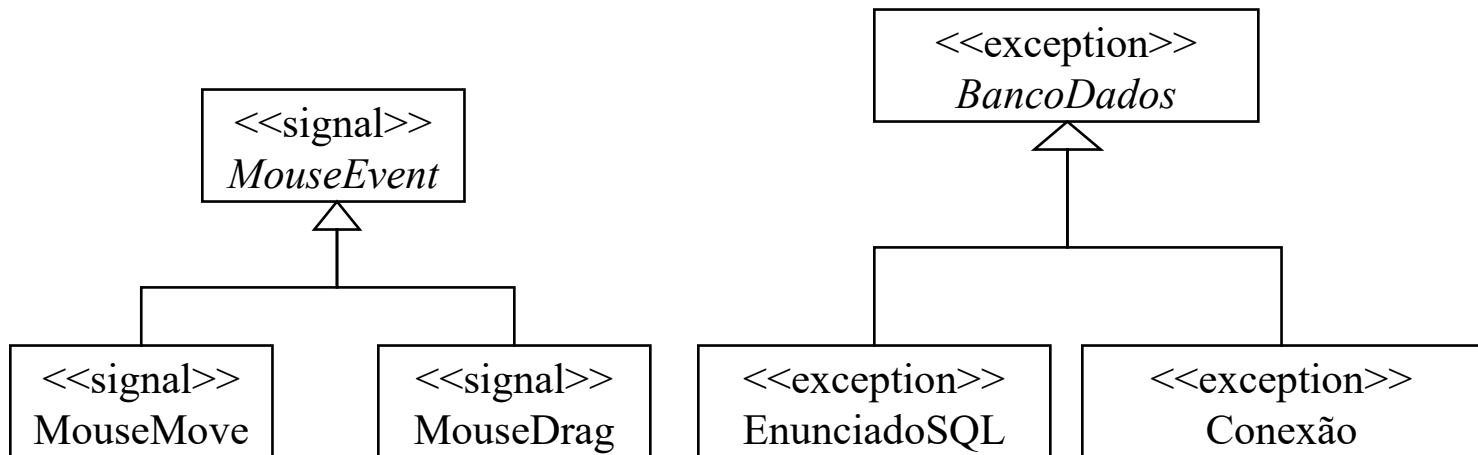 <<exception>>
BancoDados
<<signal>>
MouseEvent
<<signal>>
MouseMove
<<signal>>
MouseDrag
<<exception>>
EnunciadoSQL
<<exception>>
Conexão